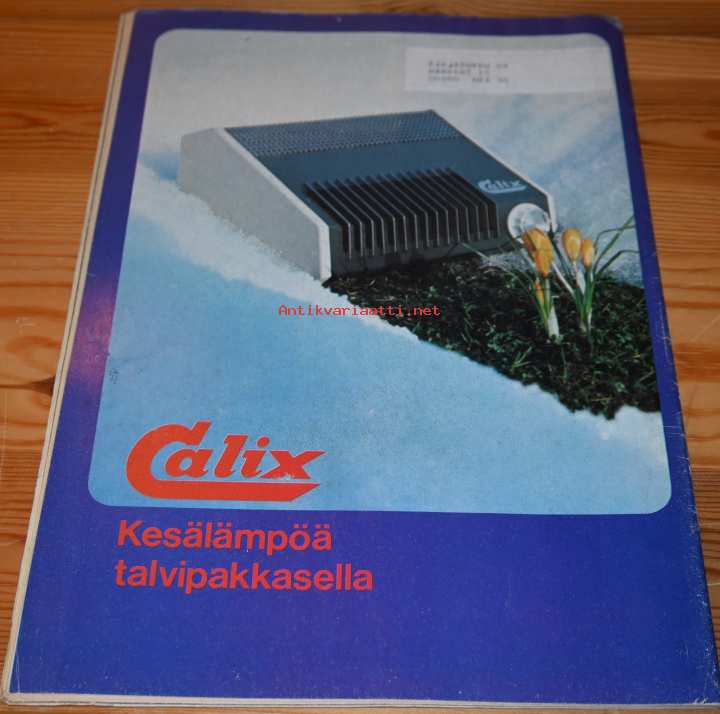 Calix
Antikvariaatti.net
Calix
Kesälämpöä
talvipakkasella